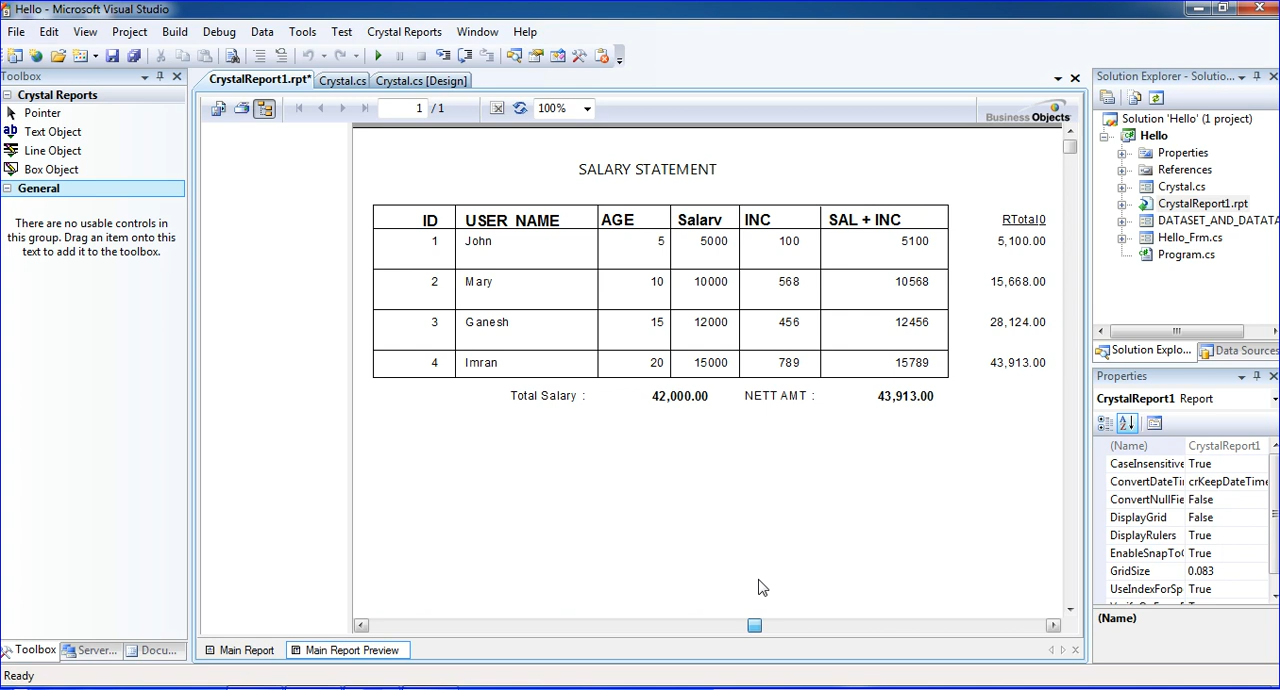 Hello - Microsoft Visual Studio
File Edit View Project Build Debug Data Tools Test Crystal Reports Window Help
Toolbox
Crystal Reports
Pointer
Text Object
Line Object
Box Object
General
There are no usable controls in
this group. Drag an item onto this
text to add it to the toolbox.
Toolbox Server... Docu...
CrystalReport1.rpt* Crystal.cs Crystal.cs [Design]
1 /1 100% Business Objects
SALARY STATEMENT
ID USER NAME AGE Salarv INC SAL + INC RTotal0
1 John 5 5000 100 5100 5,100.00
2 Mary 10 10000 568 10568 15,668.00
3 Ganesh 15 12000 456 12456 28,124.00
4 Imran 20 15000 789 15789 43,913.00
Total Salary : 42,000.00 NETT AMT : 43,913.00
Main Report Main Report Preview
Solution Explorer - Solutio...
Solution 'Hello' (1 project)
Hello
Properties
References
Crystal.cs
CrystalReport1.rpt
DATASET_AND_DATATA
Hello_Frm.cs
Program.cs
Solution Explo... Data Sources
Properties
CrystalReport1 Report
(Name) CrystalReport1
CaseInsensitive True
ConvertDateTin crKeepDateTime
ConvertNullFie False
DisplayGrid False
DisplayRulers True
EnableSnapToG True
GridSize 0.083
UseIndexForSp True
(Name)
Ready